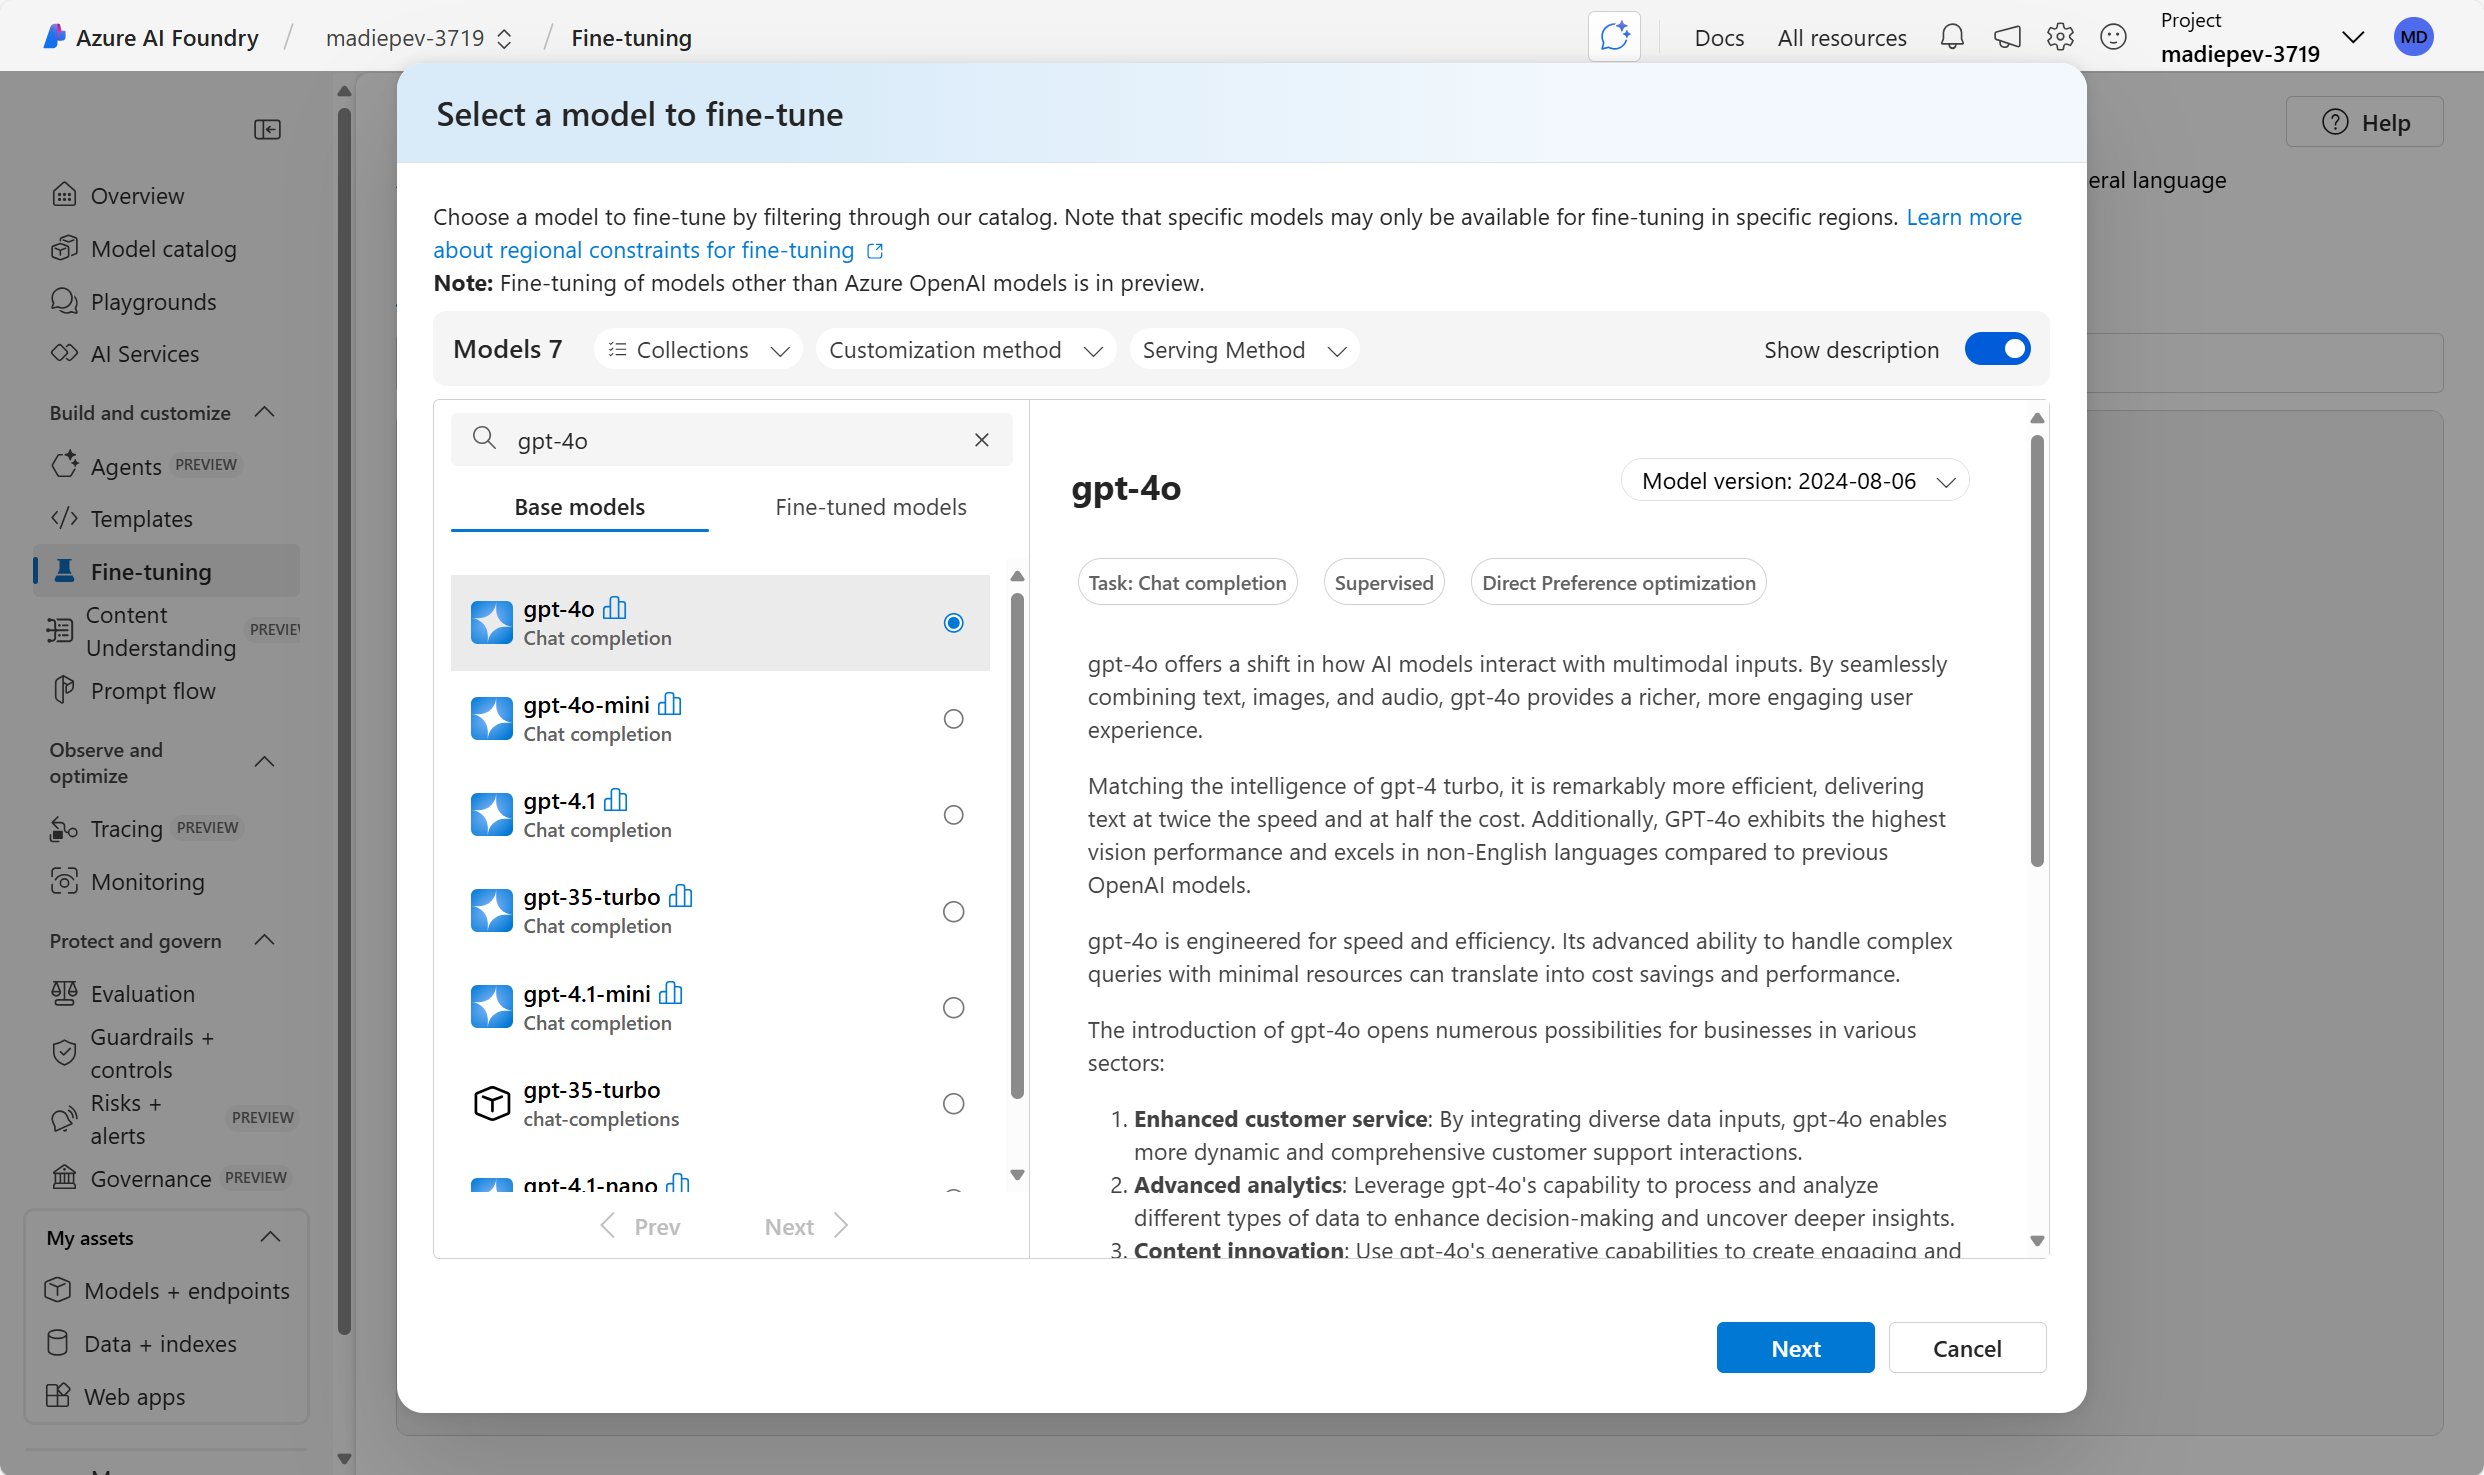 Azure AI Foundry / madiepev-3719 / Fine-tuning
Docs
All resources
Project
madiepev-3719
MD
Help
eral language
Overview
Model catalog
Playgrounds
AI Services
Build and customize
Agents PREVIEW
Templates
Fine-tuning
Content
Understanding
PREVIEW
Prompt flow
Observe and
optimize
Tracing PREVIEW
Monitoring
Protect and govern
Evaluation
Guardrails +
controls
Risks +
alerts
PREVIEW
Governance PREVIEW
My assets
Models + endpoints
Data + indexes
Web apps
Select a model to fine-tune
Choose a model to fine-tune by filtering through our catalog. Note that specific models may only be available for fine-tuning in specific regions. Learn more
about regional constraints for fine-tuning
Note: Fine-tuning of models other than Azure OpenAI models is in preview.
Models 7
Collections
Customization method
Serving Method
Show description
gpt-4o
Base models
Fine-tuned models
gpt-4o
Chat completion
gpt-4o-mini
Chat completion
gpt-4.1
Chat completion
gpt-35-turbo
Chat completion
gpt-4.1-mini
Chat completion
gpt-35-turbo
chat-completions
gpt-4.1-nano
Prev
Next
gpt-4o
Model version: 2024-08-06
Task: Chat completion
Supervised
Direct Preference optimization
gpt-4o offers a shift in how AI models interact with multimodal inputs. By seamlessly
combining text, images, and audio, gpt-4o provides a richer, more engaging user
experience.
Matching the intelligence of gpt-4 turbo, it is remarkably more efficient, delivering
text at twice the speed and at half the cost. Additionally, GPT-4o exhibits the highest
vision performance and excels in non-English languages compared to previous
OpenAI models.
gpt-4o is engineered for speed and efficiency. Its advanced ability to handle complex
queries with minimal resources can translate into cost savings and performance.
The introduction of gpt-4o opens numerous possibilities for businesses in various
sectors:
1. Enhanced customer service: By integrating diverse data inputs, gpt-4o enables
more dynamic and comprehensive customer support interactions.
2. Advanced analytics: Leverage gpt-4o's capability to process and analyze
different types of data to enhance decision-making and uncover deeper insights.
3. Content innovation: Use gpt-4o's generative capabilities to create engaging and
Next
Cancel